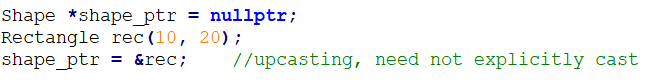 Shape *shape_ptr = nullptr;
Rectangle rec(10, 20);
shape_ptr = &rec;    //upcasting, need not explicitly cast